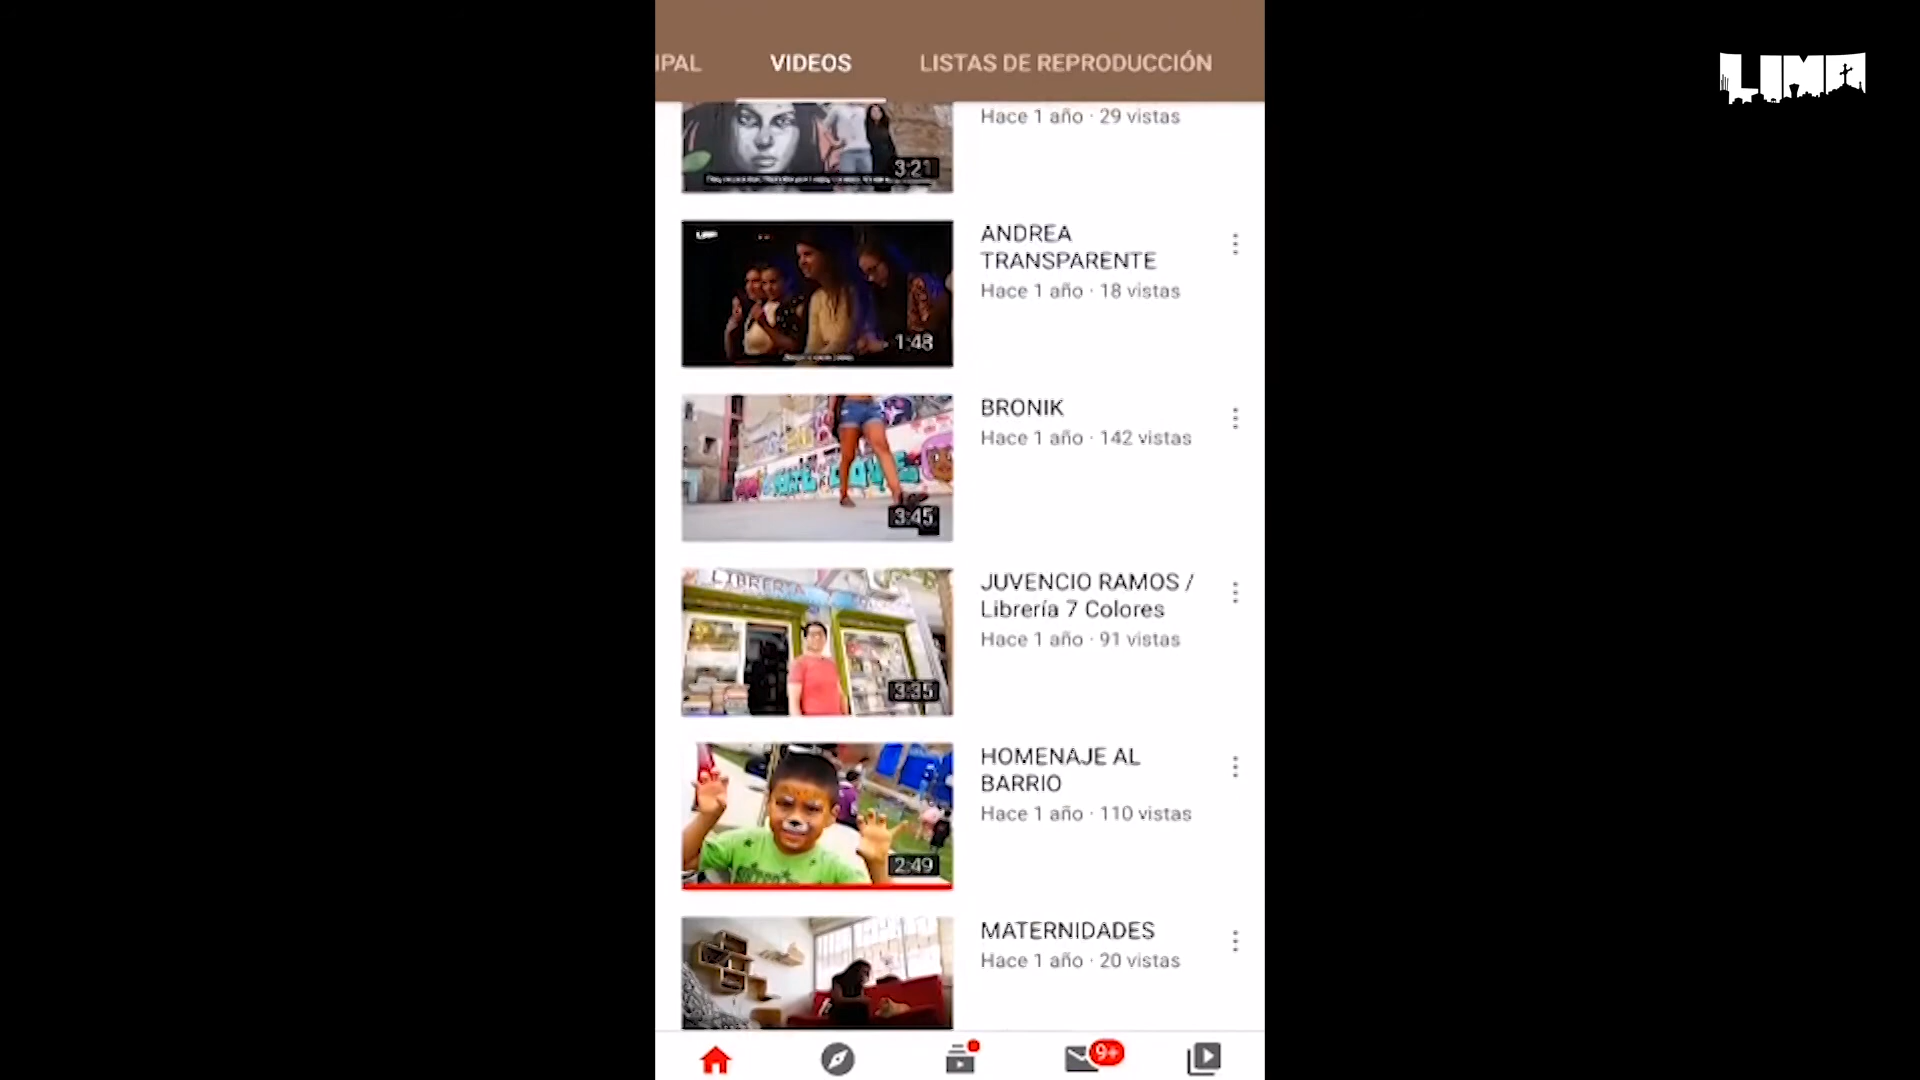 IPAL VIDEOS LISTAS DE REPRODUCCIÓN
LIMA
Hace 1 año · 29 vistas
3:21
ANDREA
TRANSPARENTE
Hace 1 año · 18 vistas
1:48
BRONIK
Hace 1 año · 142 vistas
3:45
LIBRERIA
JUVENCIO RAMOS /
Librería 7 Colores
Hace 1 año · 91 vistas
3:35
HOMENAJE AL
BARRIO
Hace 1 año · 110 vistas
2:49
MATERNIDADES
Hace 1 año · 20 vistas
9+